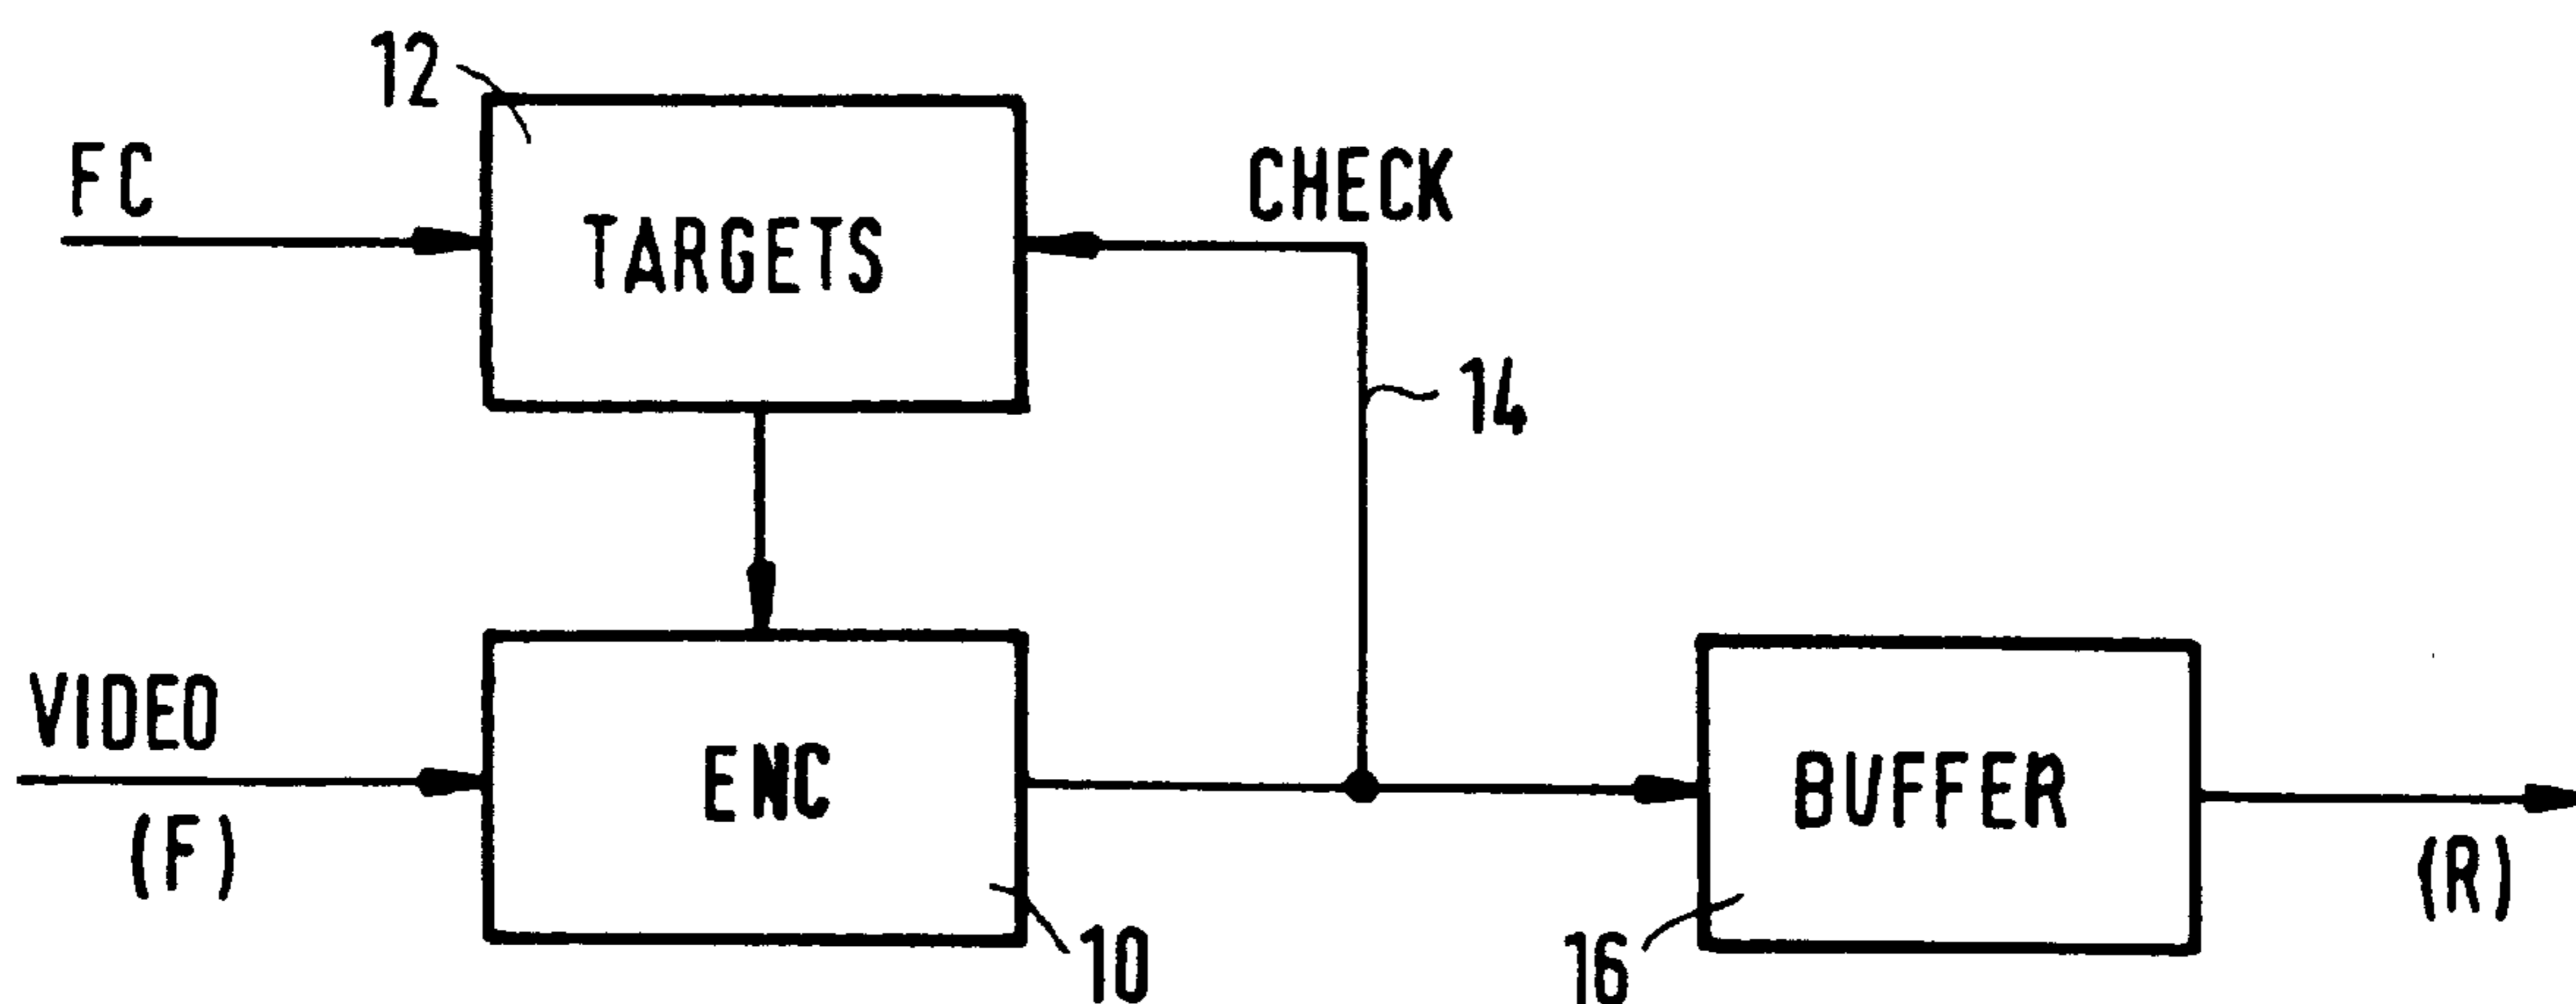 12
FC
TARGETS
CHECK
14
VIDEO
(F)
ENC
10
BUFFER
16
(R)